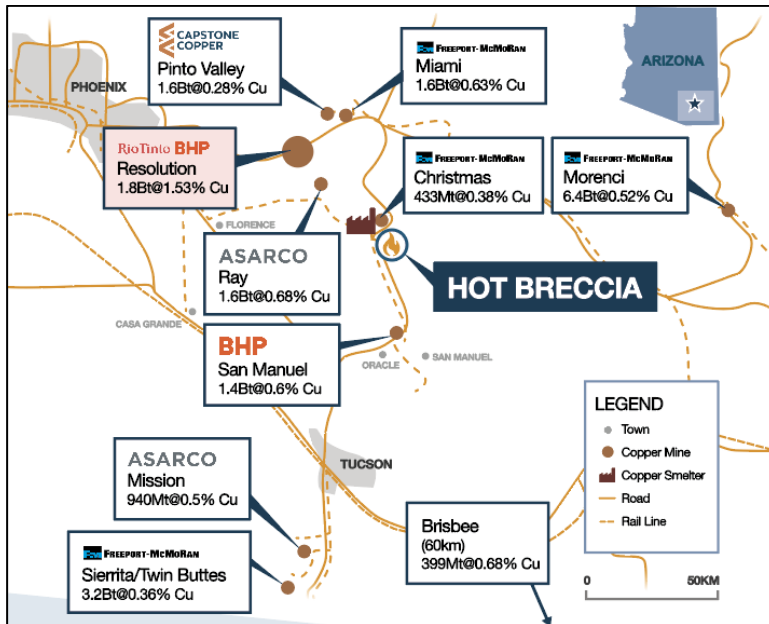 CAPSTONE
COPPER
Pinto Valley
1.6Bt@0.28% Cu
FREEPORT-McMoRAN
Miami
1.6Bt@0.63% Cu
ARIZONA
PHOENIX
RioTinto BHP
Resolution
1.8Bt@1.53% Cu
FREEPORT-McMoRAN
Christmas
433Mt@0.38% Cu
FREEPORT-McMoRAN
Morenci
6.4Bt@0.52% Cu
FLORENCE
ASARCO
Ray
1.6Bt@0.68% Cu
HOT BRECCIA
CASA GRANDE
BHP
San Manuel
1.4Bt@0.6% Cu
ORACLE
SAN MANUEL
LEGEND
Town
Copper Mine
Copper Smelter
Road
Rail Line
0 50KM
ASARCO
Mission
940Mt@0.5% Cu
TUCSON
FREEPORT-McMoRAN
Sierrita/Twin Buttes
3.2Bt@0.36% Cu
Brisbee
(60km)
399Mt@0.68% Cu